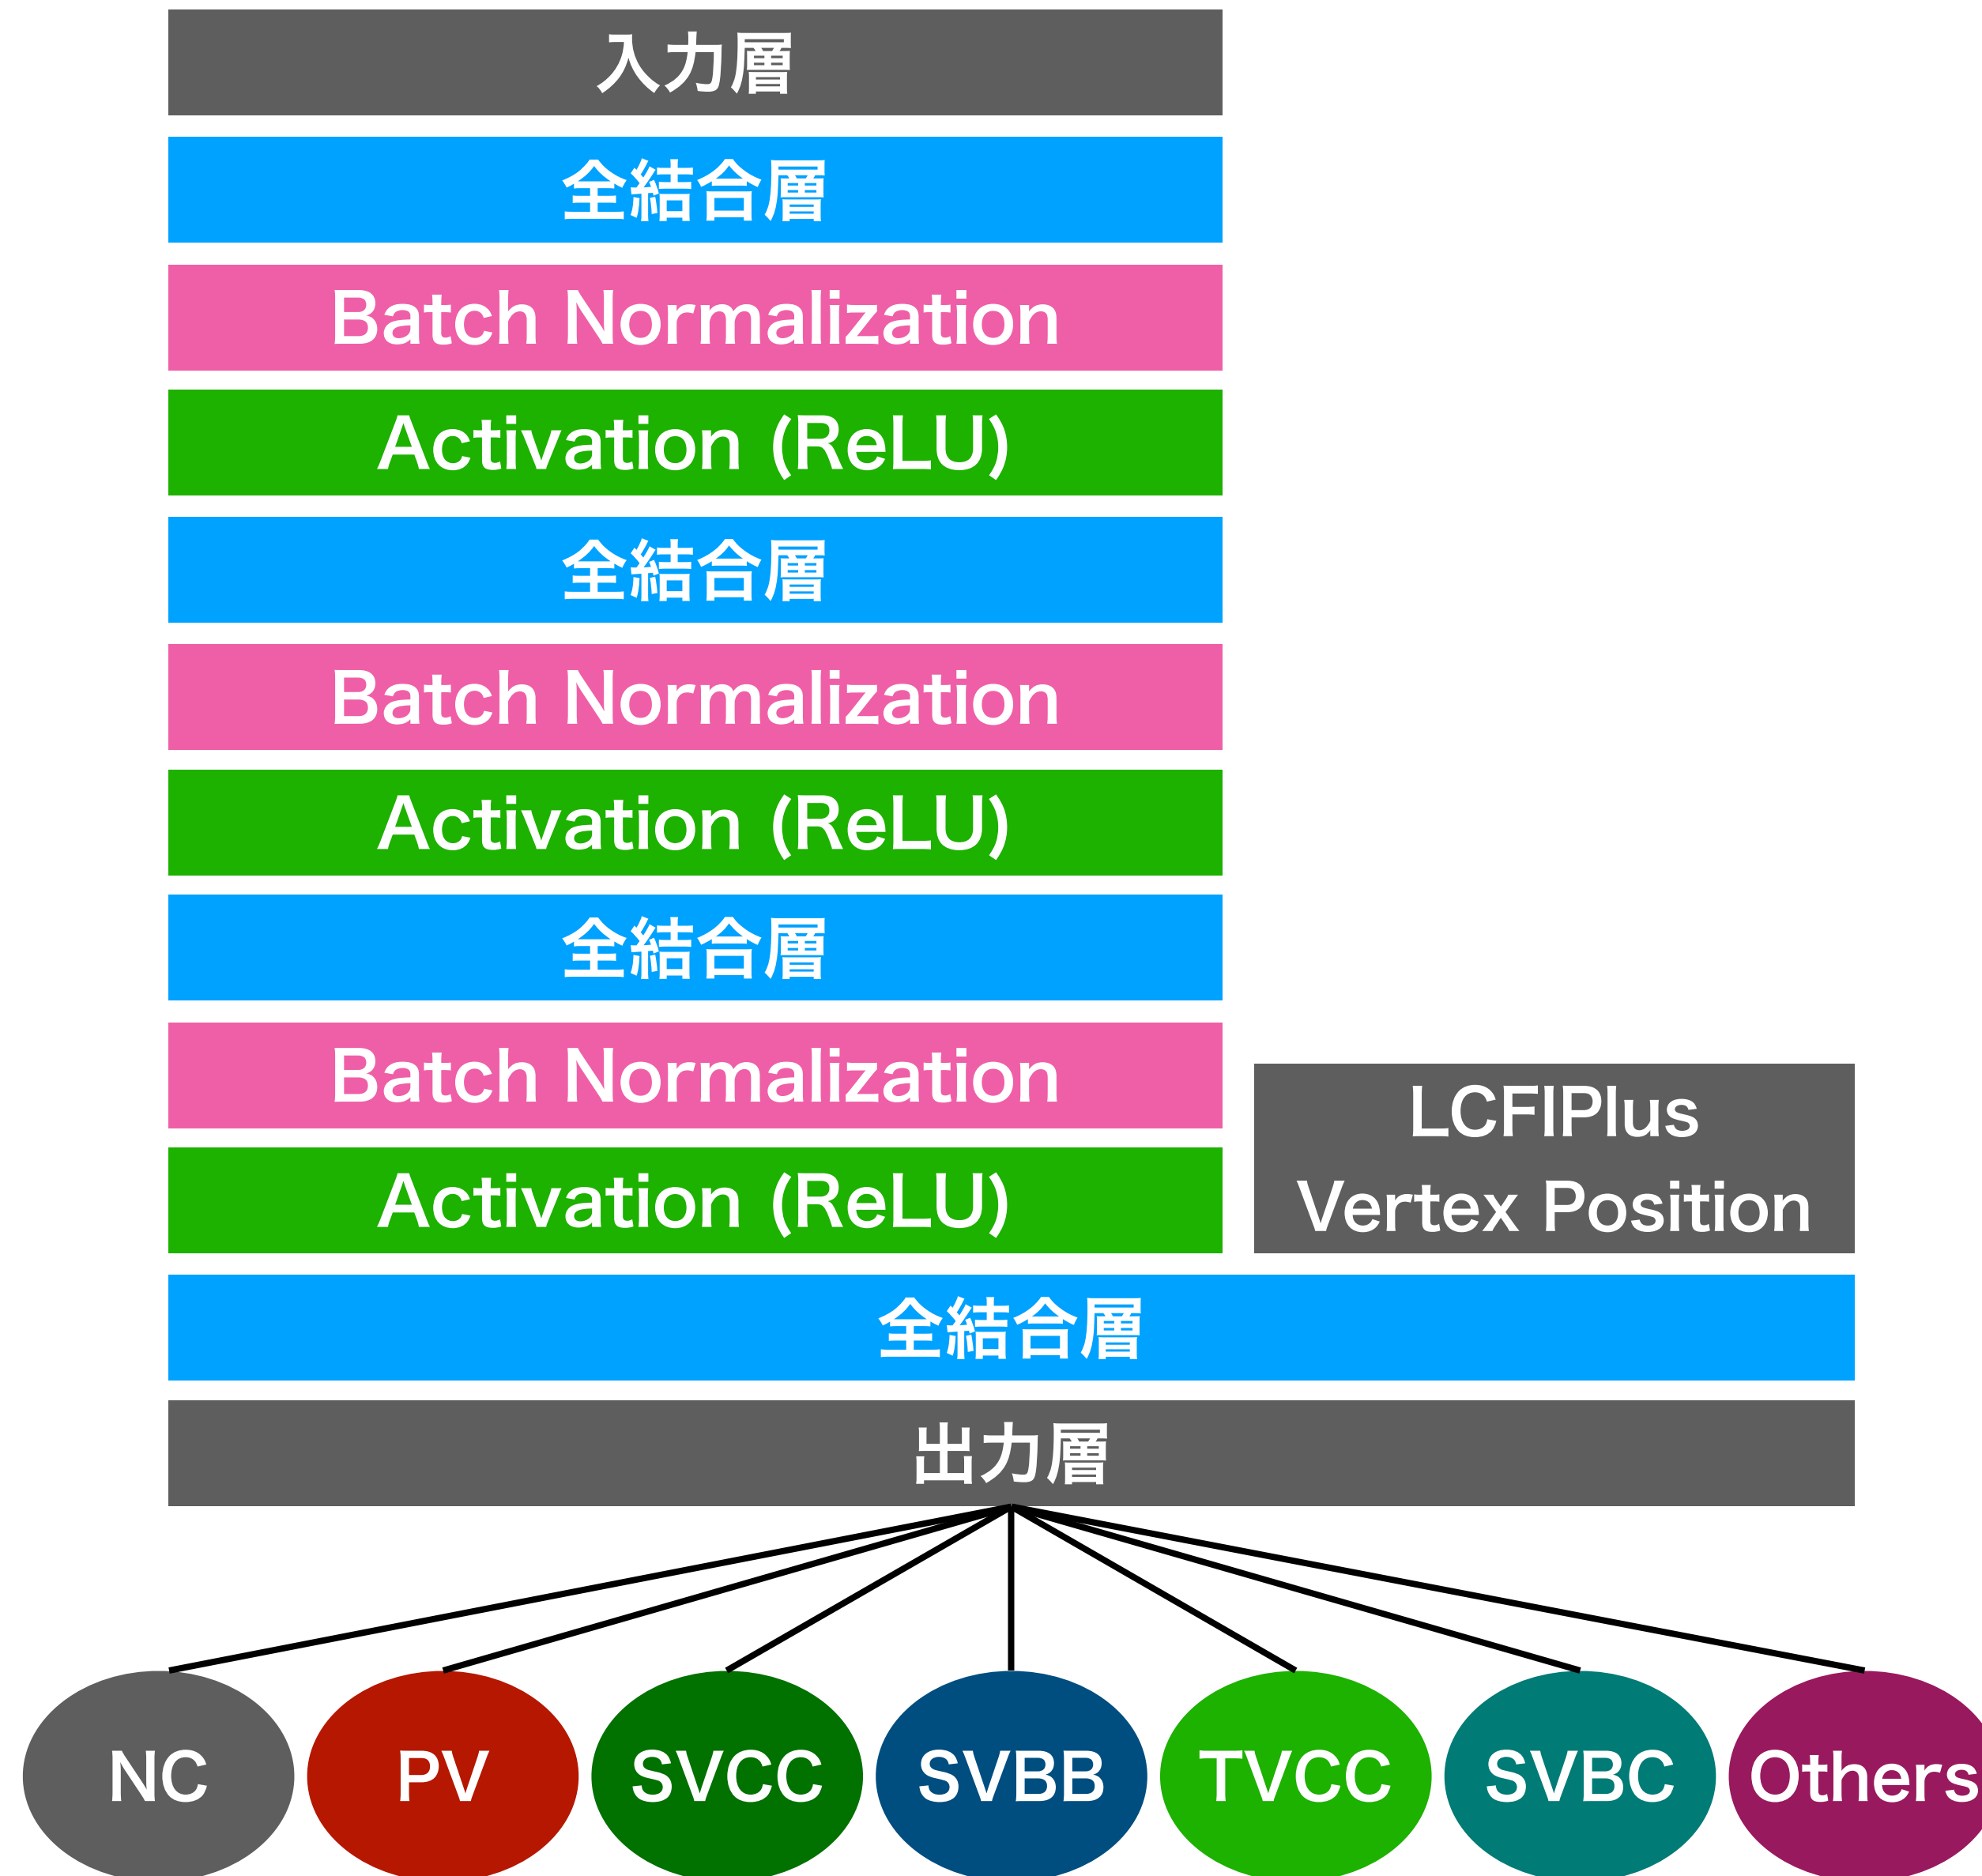 入力層
全結合層
Batch Normalization
Activation (ReLU)
全結合層
Batch Normalization
Activation (ReLU)
全結合層
Batch Normalization
Activation (ReLU)
LCFIPlus
Vertex Position
全結合層
出力層
NC
PV
SVCC
SVBB
TVCC
SVBC
Others